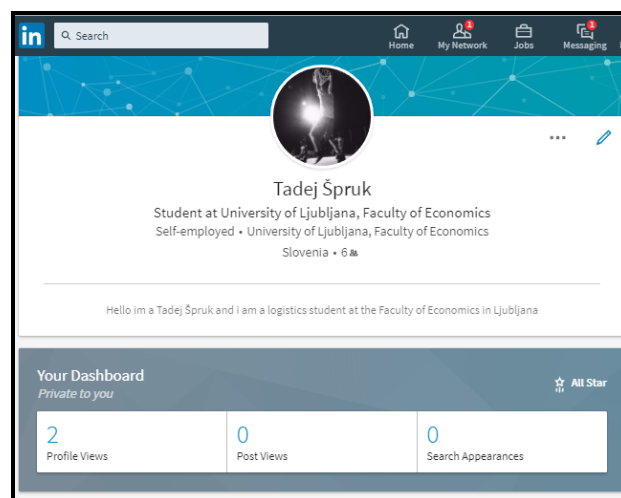 in Search
Home My Network Jobs Messaging
1 1
...
Tadej Špruk
Student at University of Ljubljana, Faculty of Economics
Self-employed • University of Ljubljana, Faculty of Economics
Slovenia • 6
Hello im a Tadej Špruk and i am a logistics student at the Faculty of Economics in Ljubljana
Your Dashboard
Private to you
All Star
2 0 0
Profile Views Post Views Search Appearances